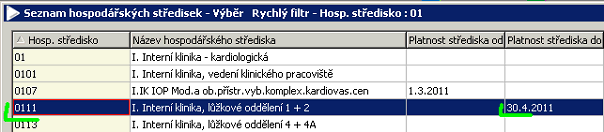 Seznam hospodářských středisek - Výběr Rychlý filtr - Hosp. středisko : 01
Hosp. středisko Název hospodářského střediska Platnost střediska od Platnost střediska do
01 I. Interní klinika - kardiologická
0101 I. Interní klinika, vedení klinického pracoviště
0107 I.IK IOP Mod.a ob.přístr.vyb.komplex.kardiovas.cen 1.3.2011
0111 I. Interní klinika, lůžkové oddělení 1 + 2 30.4.2011
0113 I. Interní klinika, lůžkové oddělení 4 + 4A